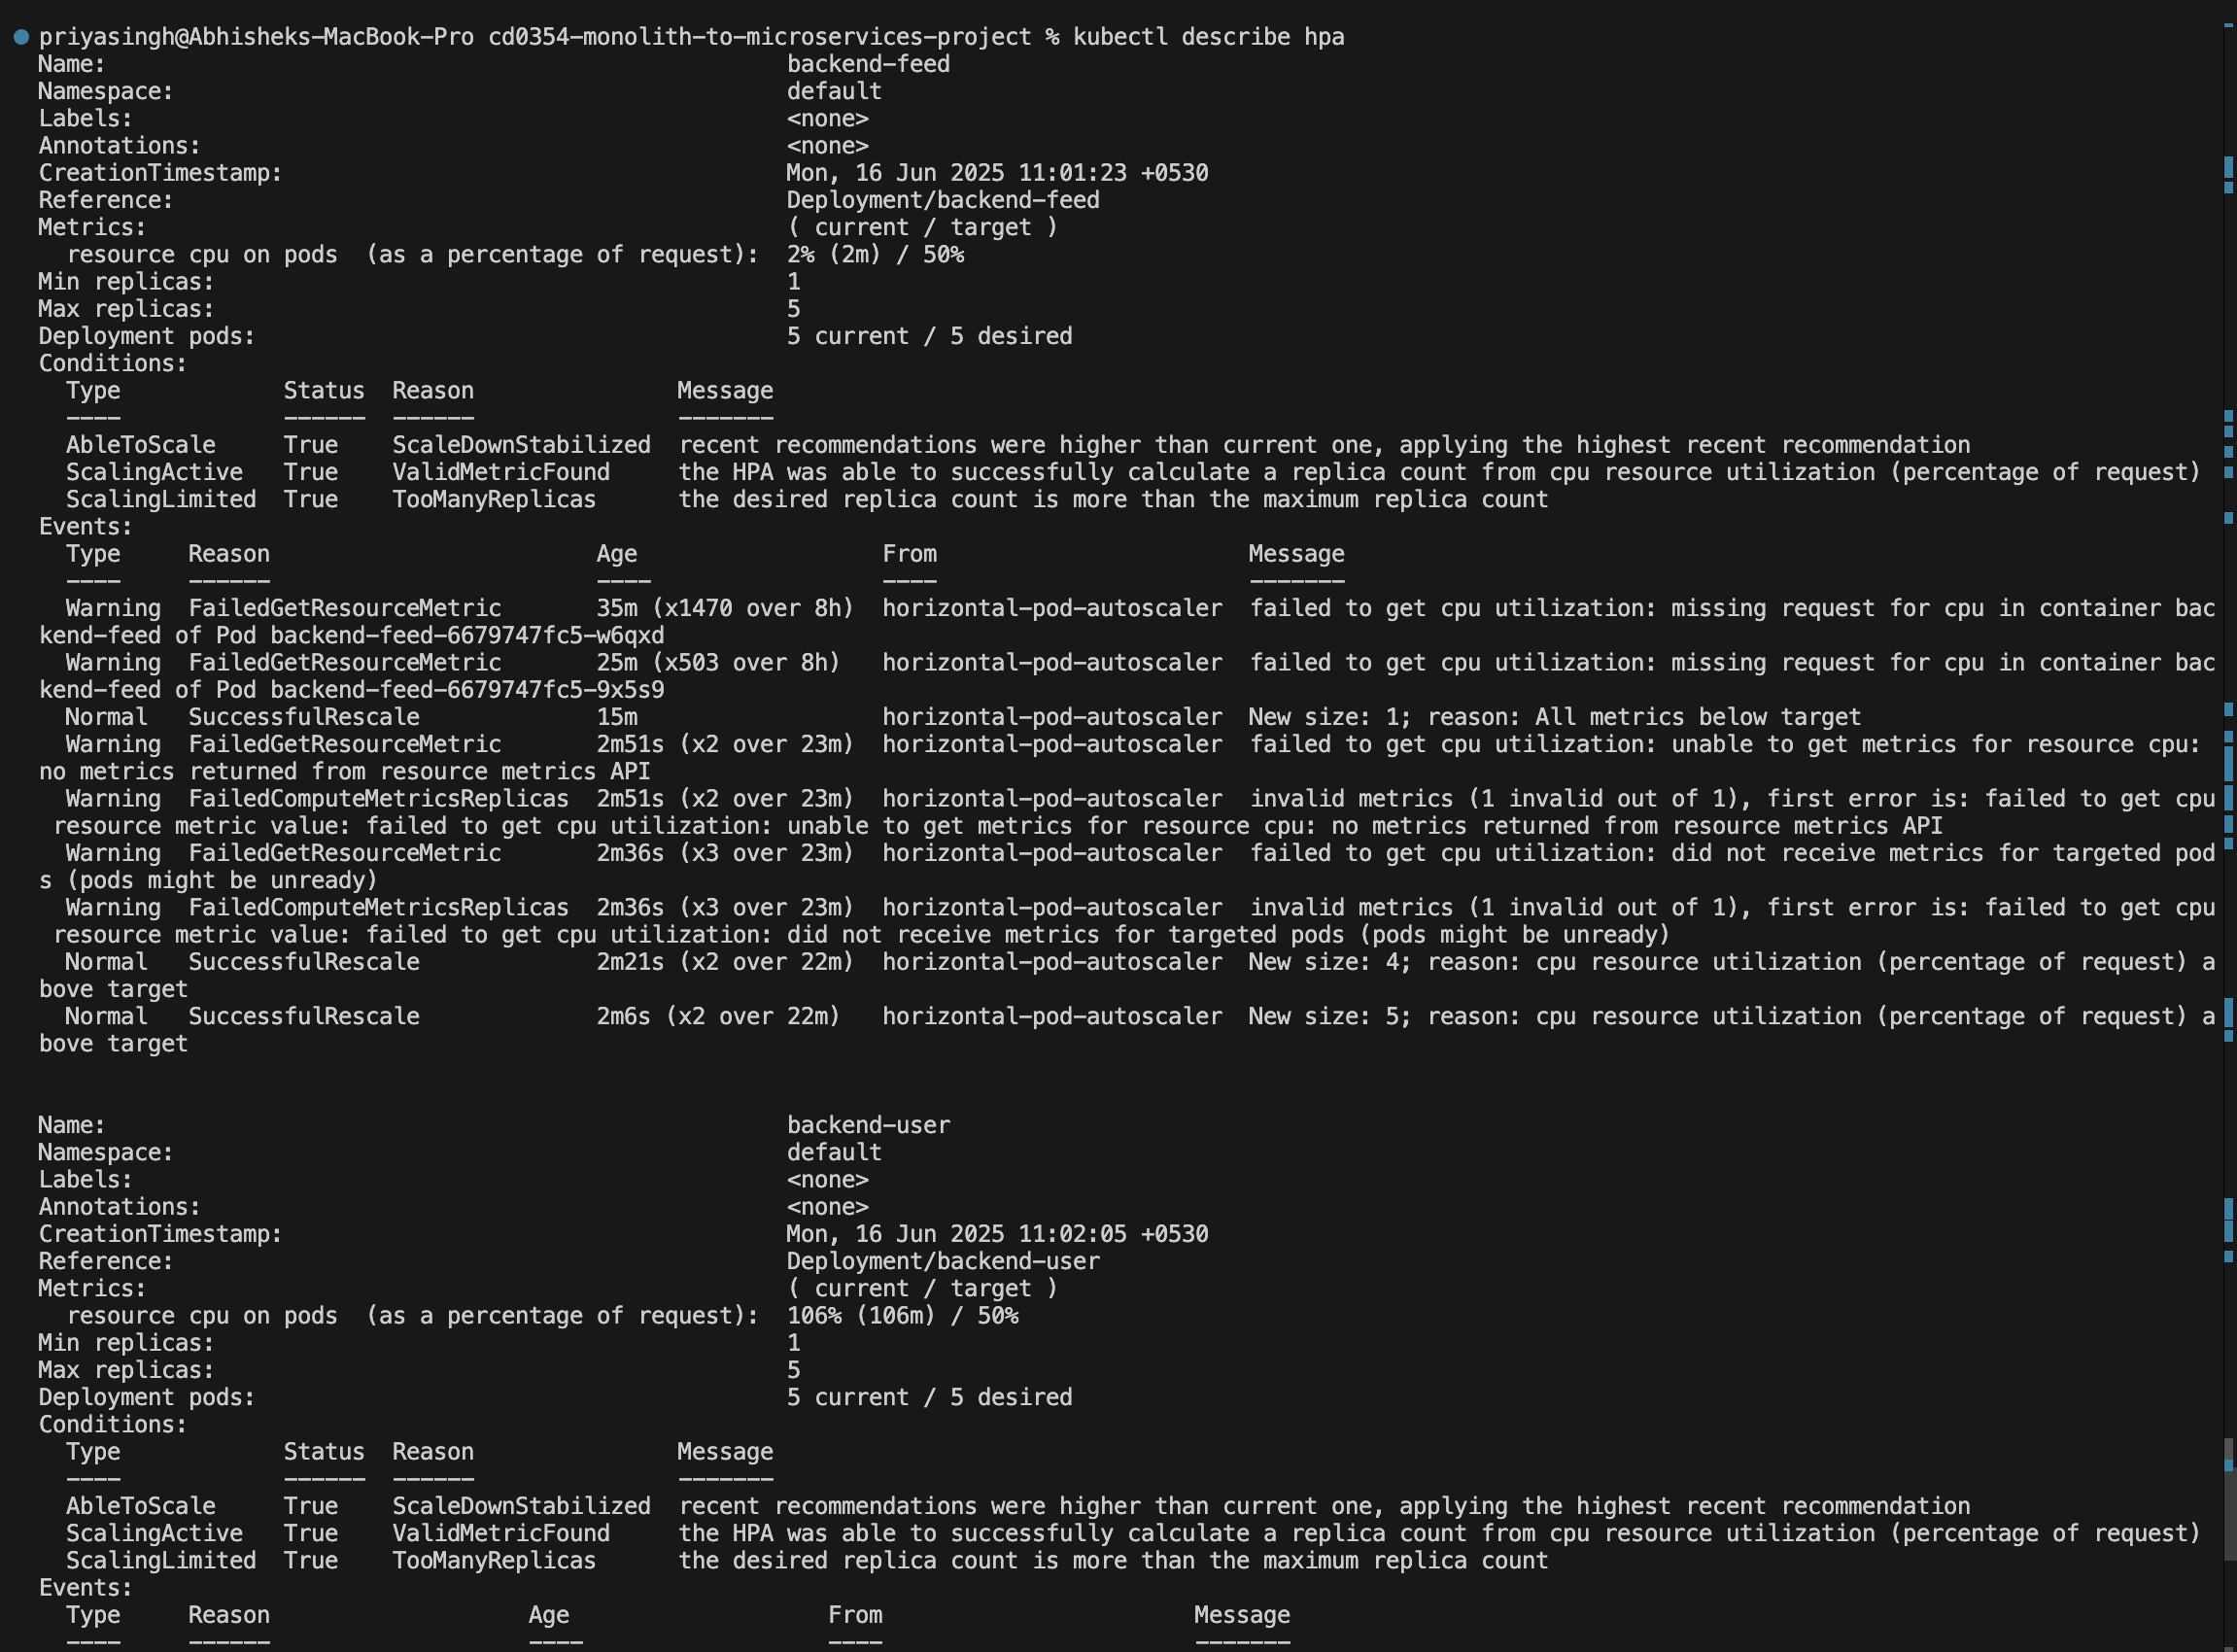 priyasingh@Abhisheks-MacBook-Pro cd0354-monolith-to-microservices-project % kubectl describe hpa
Name: backend-feed
Namespace: default
Labels: <none>
Annotations: <none>
CreationTimestamp: Mon, 16 Jun 2025 11:01:23 +0530
Reference: Deployment/backend-feed
Metrics: ( current / target )
resource cpu on pods (as a percentage of request): 2% (2m) / 50%
Min replicas: 1
Max replicas: 5
Deployment pods: 5 current / 5 desired
Conditions:
Type Status Reason Message
---- ------ ------ -------
AbleToScale True ScaleDownStabilized recent recommendations were higher than current one, applying the highest recent recommendation
ScalingActive True ValidMetricFound the HPA was able to successfully calculate a replica count from cpu resource utilization (percentage of request)
ScalingLimited True TooManyReplicas the desired replica count is more than the maximum replica count
Events:
Type Reason Age From Message
---- ------ ---- ---- -------
Warning FailedGetResourceMetric 35m (x1470 over 8h) horizontal-pod-autoscaler failed to get cpu utilization: missing request for cpu in container bac
kend-feed of Pod backend-feed-6679747fc5-w6qxd
Warning FailedGetResourceMetric 25m (x503 over 8h) horizontal-pod-autoscaler failed to get cpu utilization: missing request for cpu in container bac
kend-feed of Pod backend-feed-6679747fc5-9x5s9
Normal SuccessfulRescale 15m horizontal-pod-autoscaler New size: 1; reason: All metrics below target
Warning FailedGetResourceMetric 2m51s (x2 over 23m) horizontal-pod-autoscaler failed to get cpu utilization: unable to get metrics for resource cpu:
no metrics returned from resource metrics API
Warning FailedComputeMetricsReplicas 2m51s (x2 over 23m) horizontal-pod-autoscaler invalid metrics (1 invalid out of 1), first error is: failed to get cpu
resource metric value: failed to get cpu utilization: unable to get metrics for resource cpu: no metrics returned from resource metrics API
Warning FailedGetResourceMetric 2m36s (x3 over 23m) horizontal-pod-autoscaler failed to get cpu utilization: did not receive metrics for targeted pod
s (pods might be unready)
Warning FailedComputeMetricsReplicas 2m36s (x3 over 23m) horizontal-pod-autoscaler invalid metrics (1 invalid out of 1), first error is: failed to get cpu
resource metric value: failed to get cpu utilization: did not receive metrics for targeted pods (pods might be unready)
Normal SuccessfulRescale 2m21s (x2 over 22m) horizontal-pod-autoscaler New size: 4; reason: cpu resource utilization (percentage of request) a
bove target
Normal SuccessfulRescale 2m6s (x2 over 22m) horizontal-pod-autoscaler New size: 5; reason: cpu resource utilization (percentage of request) a
bove target
Name: backend-user
Namespace: default
Labels: <none>
Annotations: <none>
CreationTimestamp: Mon, 16 Jun 2025 11:02:05 +0530
Reference: Deployment/backend-user
Metrics: ( current / target )
resource cpu on pods (as a percentage of request): 106% (106m) / 50%
Min replicas: 1
Max replicas: 5
Deployment pods: 5 current / 5 desired
Conditions:
Type Status Reason Message
---- ------ ------ -------
AbleToScale True ScaleDownStabilized recent recommendations were higher than current one, applying the highest recent recommendation
ScalingActive True ValidMetricFound the HPA was able to successfully calculate a replica count from cpu resource utilization (percentage of request)
ScalingLimited True TooManyReplicas the desired replica count is more than the maximum replica count
Events:
Type Reason Age From Message
---- ------ ---- ---- -------